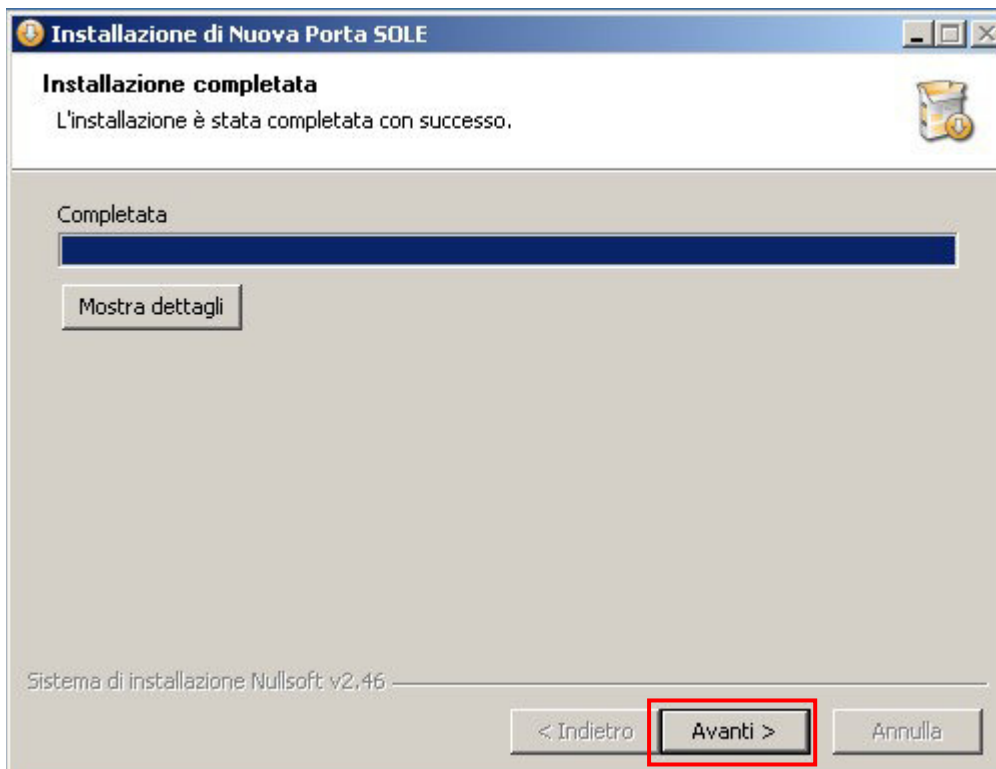 Installazione di Nuova Porta SOLE
Installazione completata
L'installazione è stata completata con successo.
Completata
Mostra dettagli
Sistema di installazione Nullsoft v2.46
< Indietro
Avanti >
Annulla